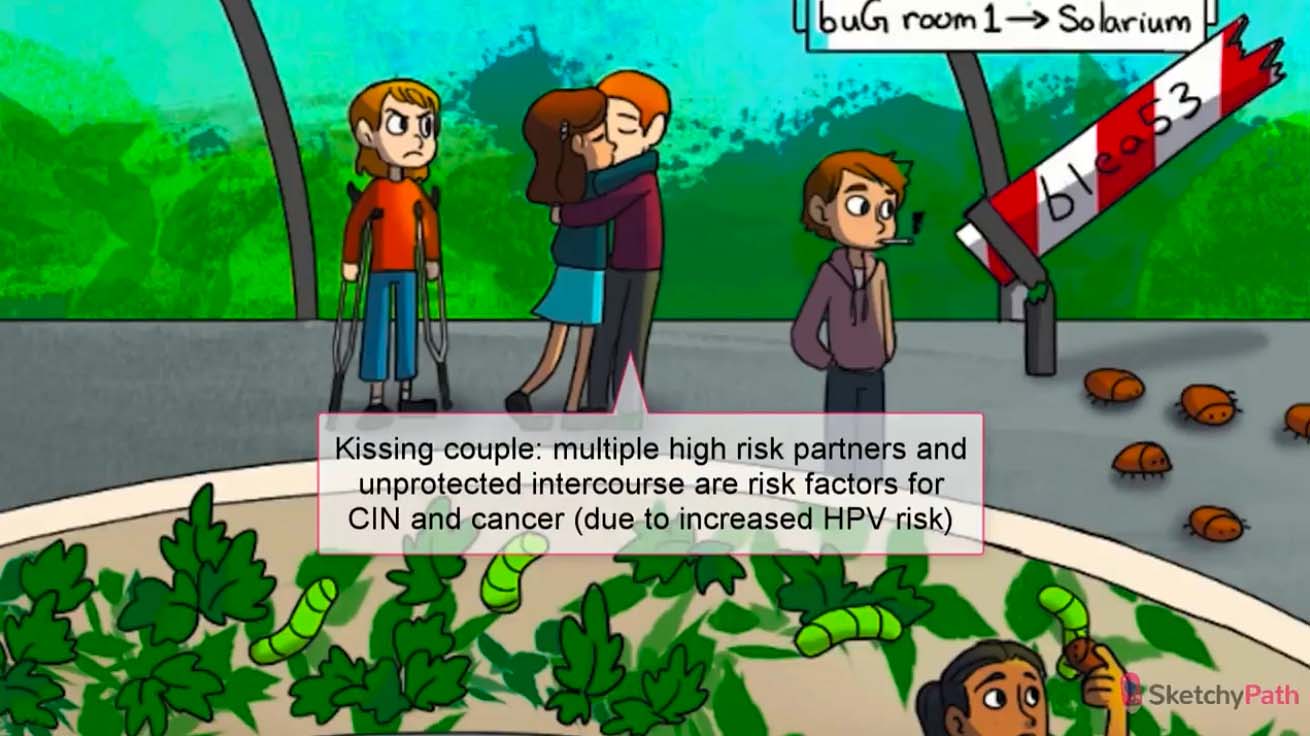 buG room 1 → Solarium
blea53
Kissing couple: multiple high risk partners and
unprotected intercourse are risk factors for
CIN and cancer (due to increased HPV risk)
SketchyPath